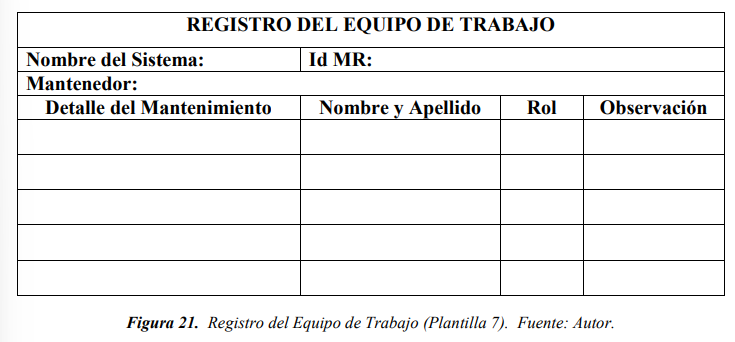 REGISTRO DEL EQUIPO DE TRABAJO
Nombre del Sistema: Id MR:
Mantenedor:
Detalle del Mantenimiento Nombre y Apellido Rol Observación
Figura 21. Registro del Equipo de Trabajo (Plantilla 7). Fuente: Autor.